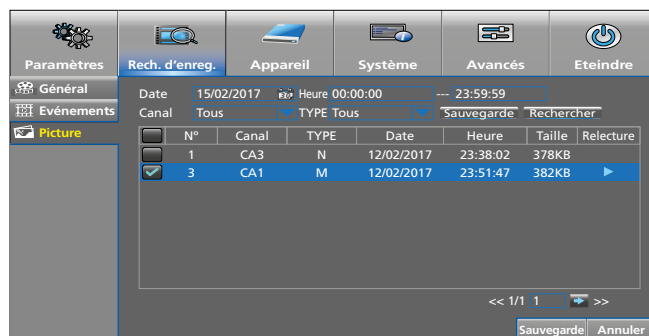 Paramètres Rech. d'enreg. Appareil Système Avancés Eteindre
Général
Evénements
Picture
Date 15/02/2017 Heure 00:00:00 --- 23:59:59
Canal Tous TYPE Tous Sauvegarde Rechercher
N° Canal TYPE Date Heure Taille Relecture
1 CA3 N 12/02/2017 23:38:02 378KB
3 CA1 M 12/02/2017 23:51:47 382KB
<< 1/1 1 >>
Sauvegarde Annuler